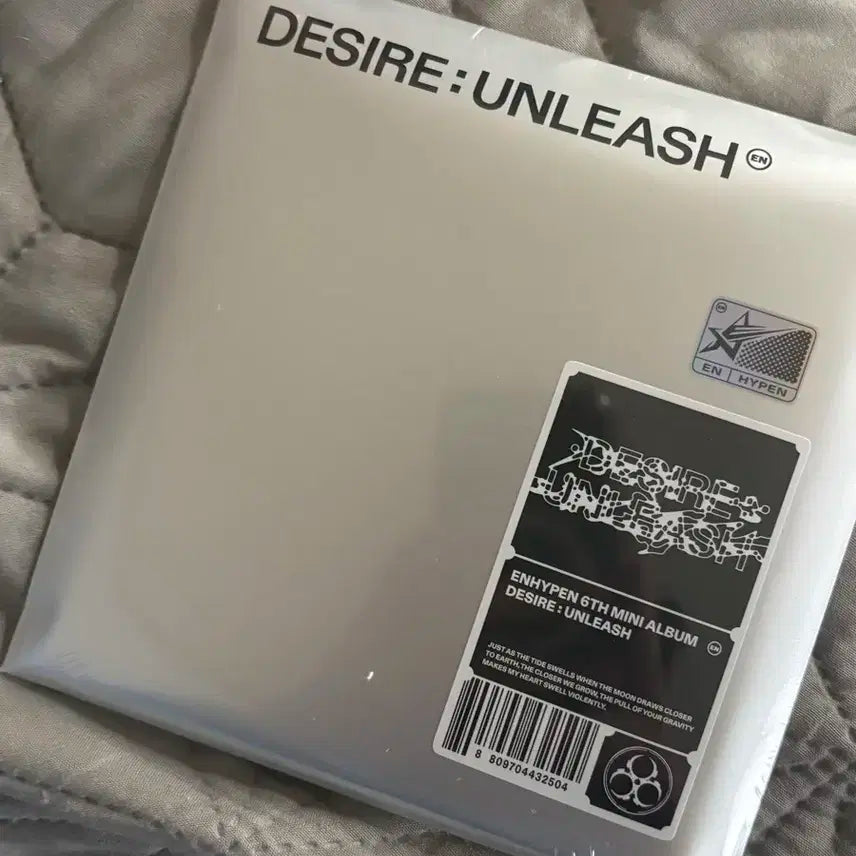 DESIRE : UNLEASH EN
EN
EN | HYPEN
DESIRE :
UNLEASH
ENHYPEN 6TH MINI ALBUM
DESIRE : UNLEASH EN
JUST AS THE TIDE SWELLS WHEN THE MOON DRAWS CLOSER
TO EARTH, THE CLOSER WE GROW, THE PULL OF YOUR GRAVITY
MAKES MY HEART SWELL VIOLENTLY.
8 809704432504